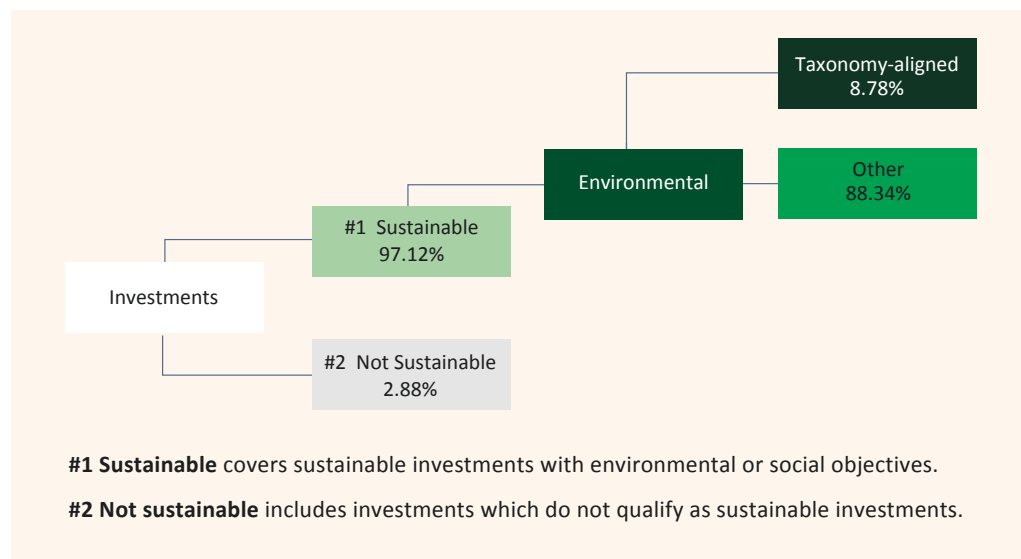 Taxonomy-aligned
8.78%
Environmental
Other
88.34%
#1 Sustainable
97.12%
Investments
#2 Not Sustainable
2.88%
#1 Sustainable covers sustainable investments with environmental or social objectives.
#2 Not sustainable includes investments which do not qualify as sustainable investments.